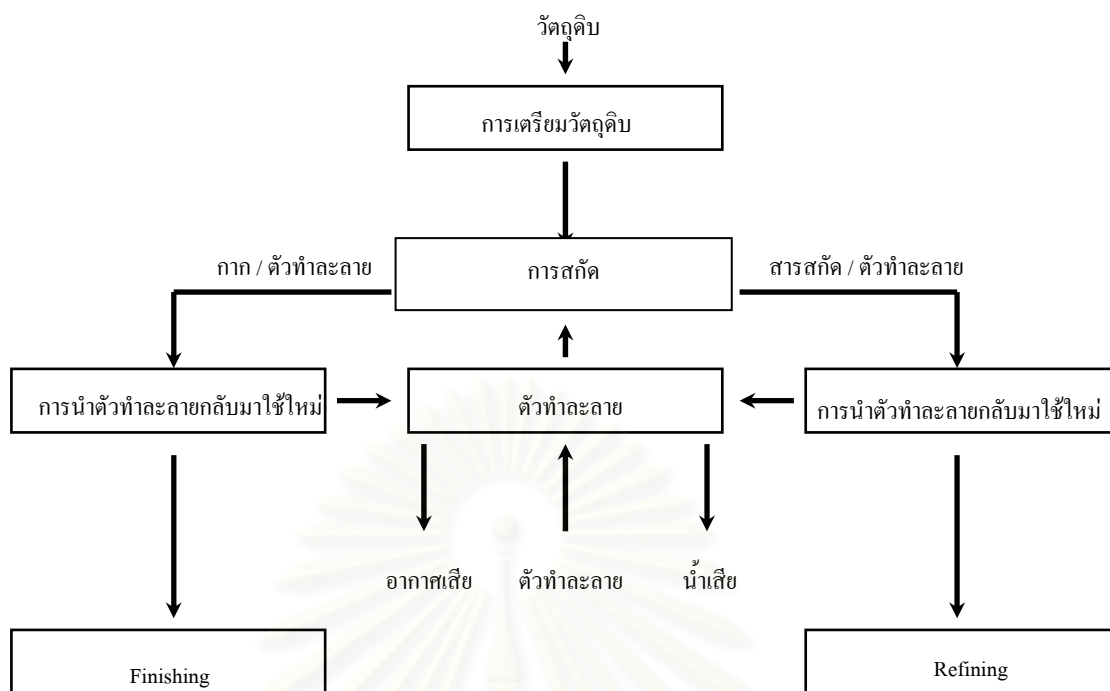 วัตถุดิบ
การเตรียมวัตถุดิบ
กาก / ตัวทำละลาย
การสกัด
สารสกัด / ตัวทำละลาย
การนำตัวทำละลายกลับมาใช้ใหม่
ตัวทำละลาย
การนำตัวทำละลายกลับมาใช้ใหม่
อากาศเสีย
ตัวทำละลาย
น้ำเสีย
Finishing
Refining